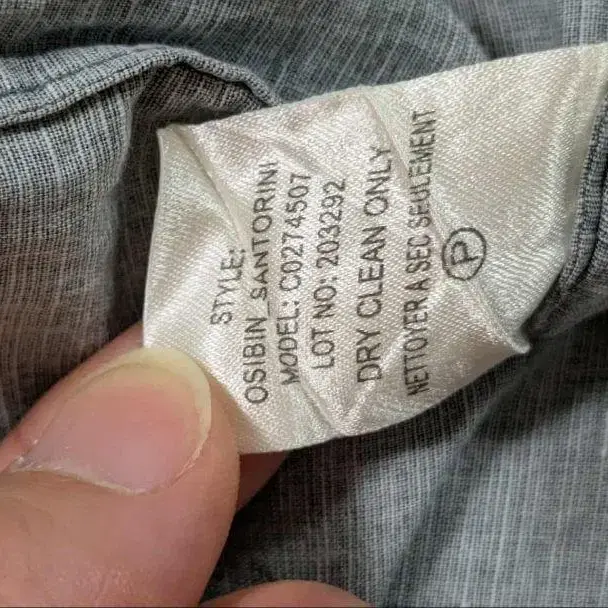 STYLE:
OSIBIN_SANTORINI
MODEL: C0274507
LOT NO: 203292
DRY CLEAN ONLY
NETTOYER A SEC SEULEMENT
P